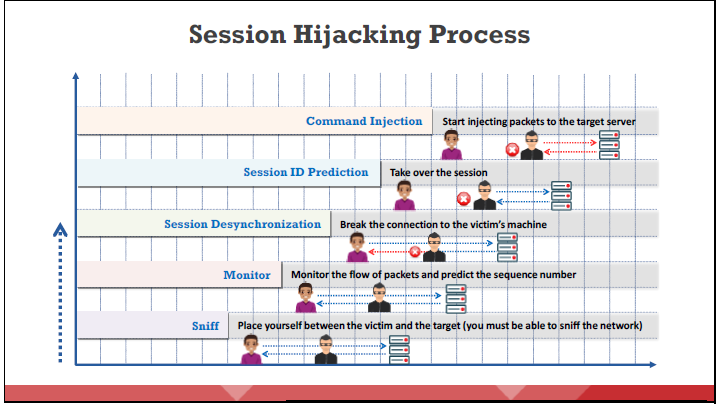 Session Hijacking Process
Command Injection
Start injecting packets to the target server
Session ID Prediction
Take over the session
Session Desynchronization
Break the connection to the victim's machine
Monitor
Monitor the flow of packets and predict the sequence number
Sniff
Place yourself between the victim and the target (you must be able to sniff the network)